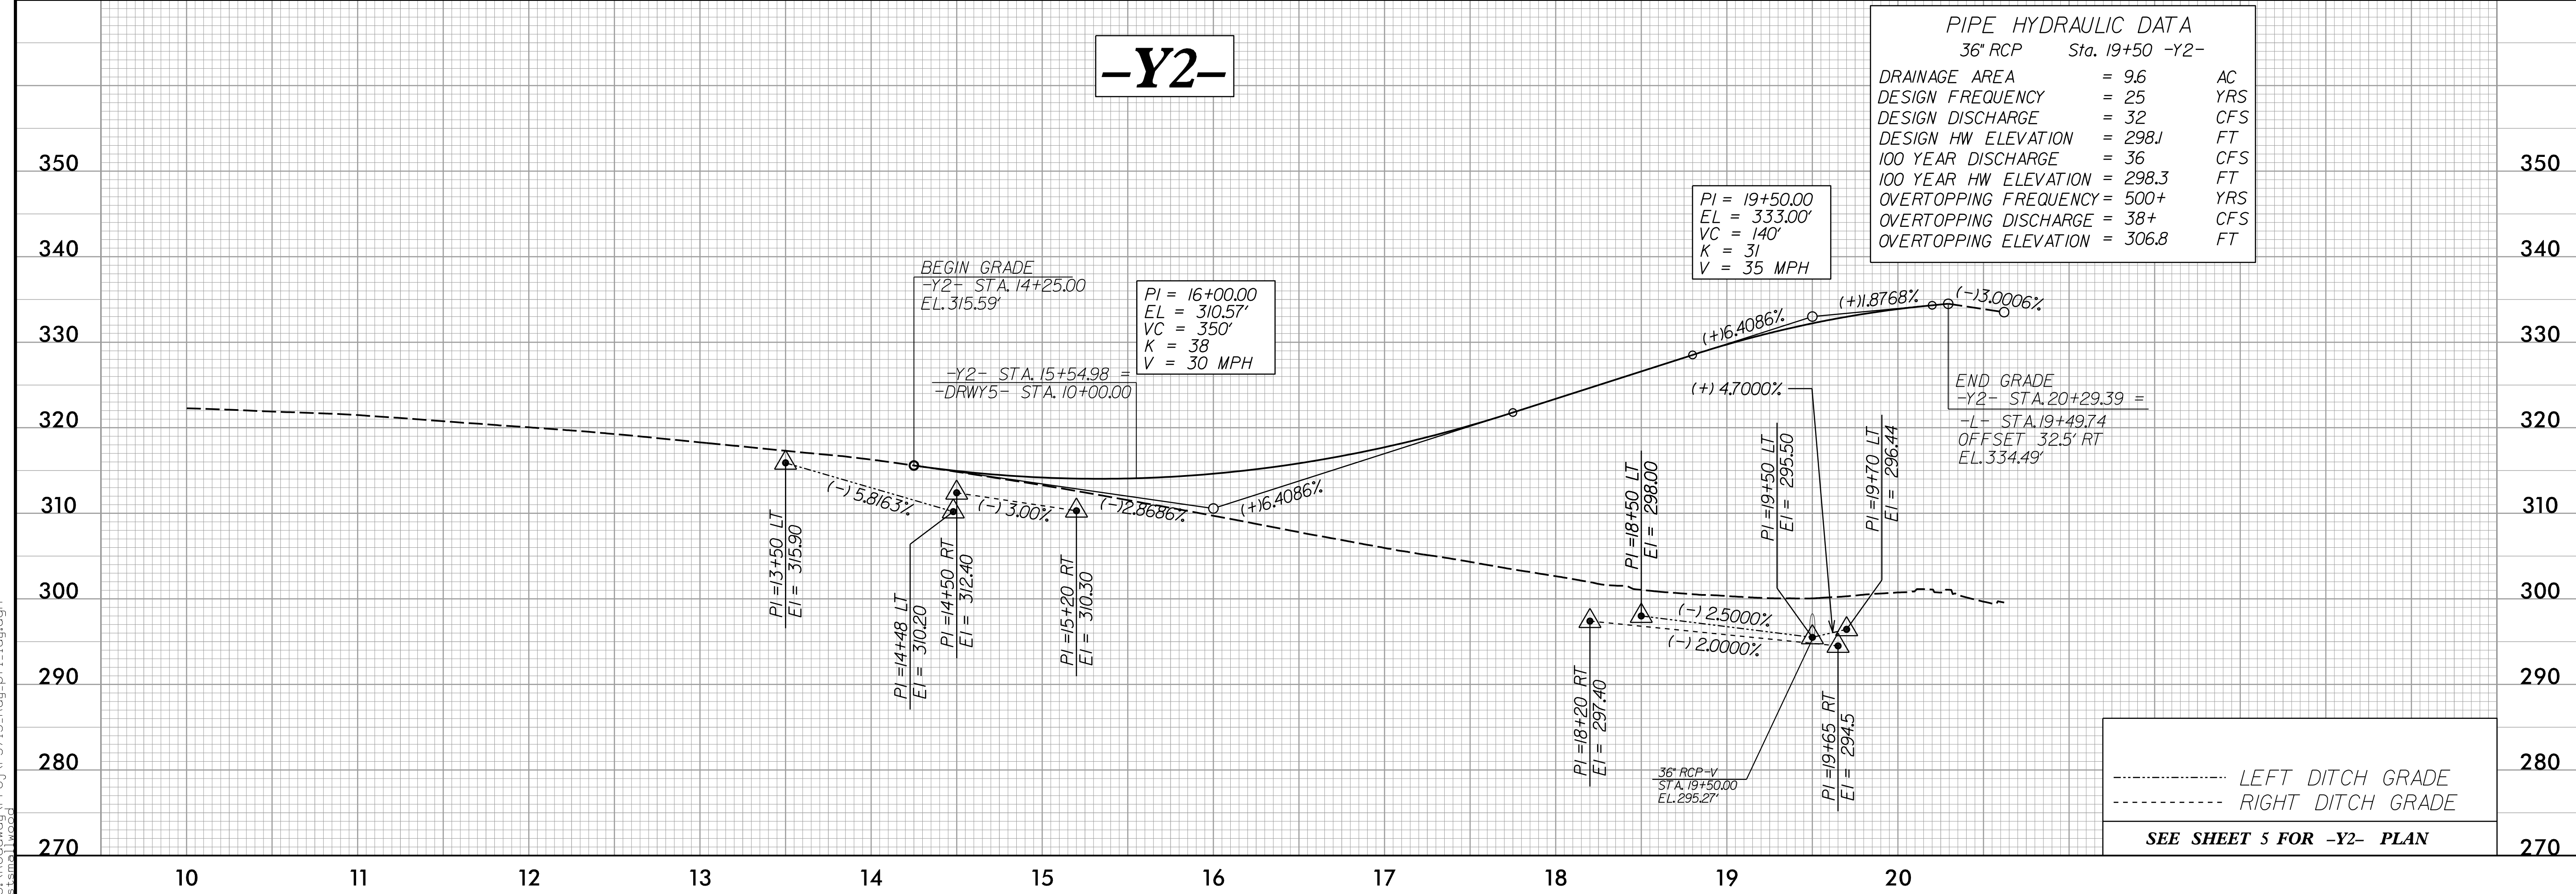 -Y2-
PIPE HYDRAULIC DATA
36" RCP Sta. 19+50 -Y2-
DRAINAGE AREA = 9.6 AC
DESIGN FREQUENCY = 25 YRS
DESIGN DISCHARGE = 32 CFS
DESIGN HW ELEVATION = 298.1 FT
100 YEAR DISCHARGE = 36 CFS
100 YEAR HW ELEVATION = 298.3 FT
OVERTOPPING FREQUENCY = 500+ YRS
OVERTOPPING DISCHARGE = 38+ CFS
OVERTOPPING ELEVATION = 306.8 FT
350
340
330
320
310
300
290
280
270
350
340
330
320
310
300
290
280
270
PI = 19+50.00
EL = 333.00'
VC = 140'
K = 31
V = 35 MPH
BEGIN GRADE
-Y2- STA. 14+25.00
EL. 315.59'
PI = 16+00.00
EL = 310.57'
VC = 350'
K = 38
V = 30 MPH
-Y2- STA. 15+54.98 =
-DRWY5- STA. 10+00.00
(+)6.4086%
(+)1.8768%
(-)3.0006%
END GRADE
-Y2- STA. 20+29.39 =
-L- STA. 19+49.74
OFFSET 32.5' RT
EL. 334.49'
(+) 4.7000%
(-) 5.8163%
(-) 3.00%
(-)2.8686%
(+)6.4086%
PI =13+50 LT
EI = 315.90
PI =14+48 LT
EI = 310.20
PI =14+50 RT
EI = 312.40
PI =15+20 RT
EI = 310.30
PI =18+50 LT
EI = 298.00
PI =19+50 LT
EI = 295.50
PI =19+70 LT
EI = 296.44
(-) 2.5000%
(-) 2.0000%
PI =18+20 RT
EI = 297.40
PI =19+65 RT
EI = 294.5
36" RCP-V
STA. 19+50.00
EL. 295.27'
LEFT DITCH GRADE
RIGHT DITCH GRADE
SEE SHEET 5 FOR -Y2- PLAN
10 11 12 13 14 15 16 17 18 19 20